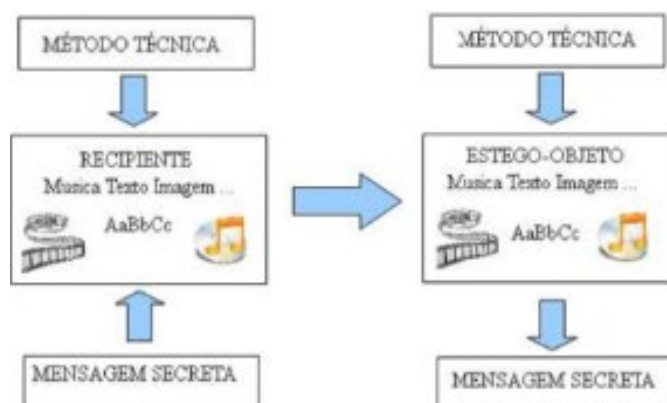 MÉTODO TÉCNICA
RECIPIENTE
Musica Texto Imagem ...
AaBbCc
MENSAGEM SECRETA
MÉTODO TÉCNICA
ESTEGO-OBJETO
Musica Texto Imagem ...
AaBbCc
MENSAGEM SECRETA